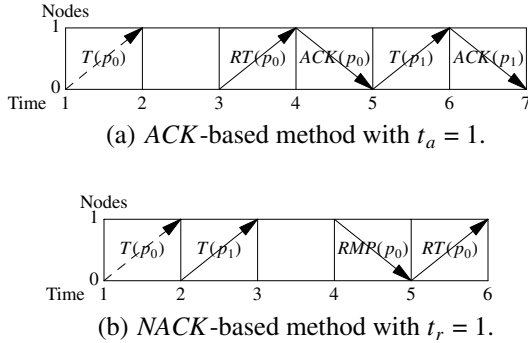 Nodes
1
T(p0) RT(p0) ACK(p0) T(p1) ACK(p1)
0
Time 1 2 3 4 5 6 7
(a) ACK-based method with ta = 1.
Nodes
1
T(p0) T(p1) RMP(p0) RT(p0)
0
Time 1 2 3 4 5 6
(b) NACK-based method with tr = 1.